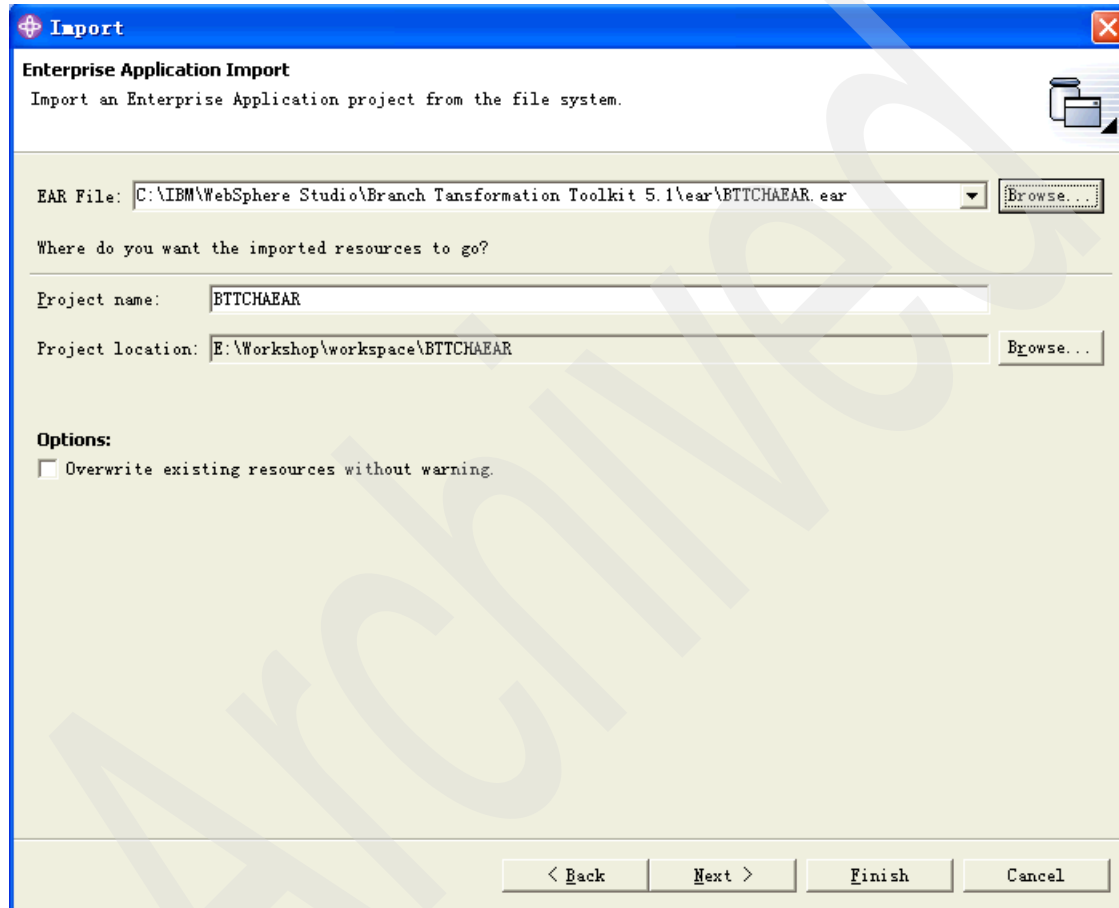 Import
Enterprise Application Import
Import an Enterprise Application project from the file system.
EAR File: C:\IBM\WebSphere Studio\Branch Tansformation Toolkit 5.1\ear\BTTCHAEAR.ear Browse...
Where do you want the imported resources to go?
Project name: BTTCHAEAR
Project location: E:\Workshop\workspace\BTTCHAEAR Browse...
Options:
Overwrite existing resources without warning.
< Back Next > Finish Cancel
Archived